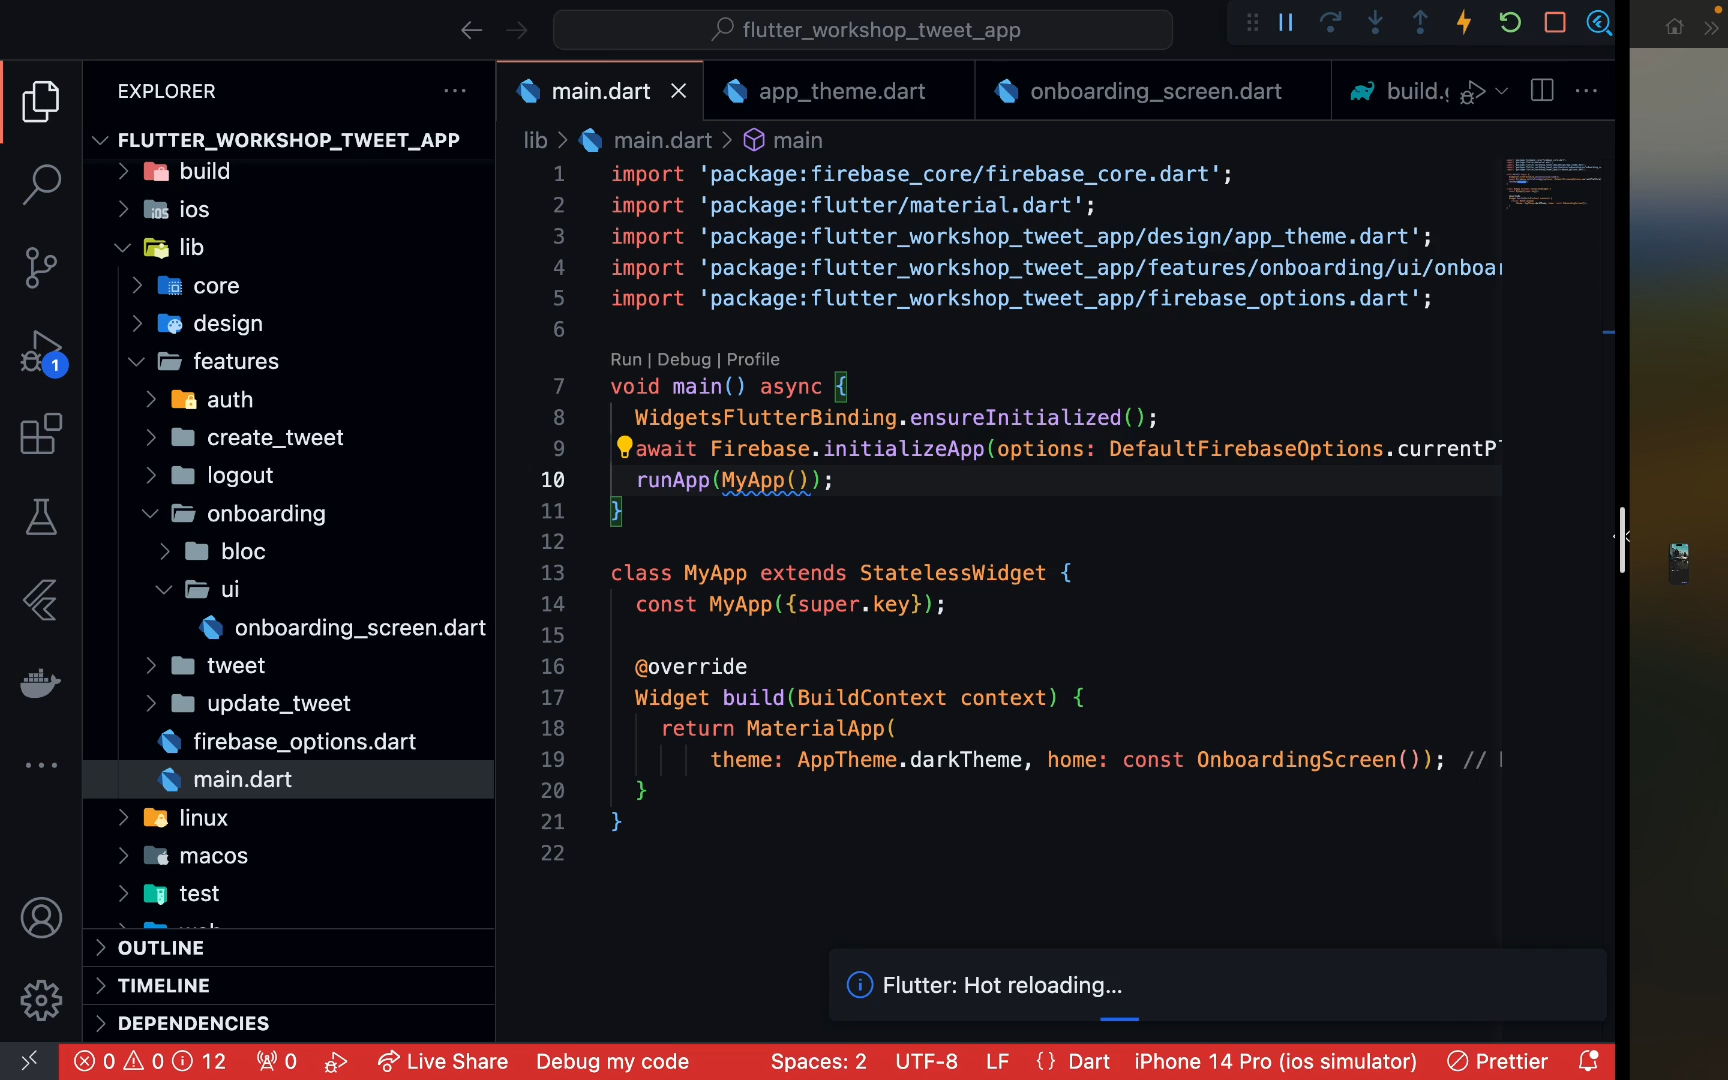 flutter_workshop_tweet_app
EXPLORER
FLUTTER_WORKSHOP_TWEET_APP
build
ios
lib
core
design
features
auth
create_tweet
logout
onboarding
bloc
ui
onboarding_screen.dart
tweet
update_tweet
firebase_options.dart
main.dart
linux
macos
test
OUTLINE
TIMELINE
DEPENDENCIES
1
main.dart
app_theme.dart
onboarding_screen.dart
build.g
lib > main.dart > main
1 import 'package:firebase_core/firebase_core.dart';
2 import 'package:flutter/material.dart';
3 import 'package:flutter_workshop_tweet_app/design/app_theme.dart';
4 import 'package:flutter_workshop_tweet_app/features/onboarding/ui/onboar
5 import 'package:flutter_workshop_tweet_app/firebase_options.dart';
6
Run | Debug | Profile
7 void main() async {
8 WidgetsFlutterBinding.ensureInitialized();
9 await Firebase.initializeApp(options: DefaultFirebaseOptions.currentP
10 runApp(MyApp());
11 }
12
13 class MyApp extends StatelessWidget {
14 const MyApp({super.key});
15
16 @override
17 Widget build(BuildContext context) {
18 return MaterialApp(
19 theme: AppTheme.darkTheme, home: const OnboardingScreen()); //
20 }
21 }
22
Flutter: Hot reloading...
0 0 12 0 Live Share Debug my code Spaces: 2 UTF-8 LF {} Dart iPhone 14 Pro (ios simulator) Prettier